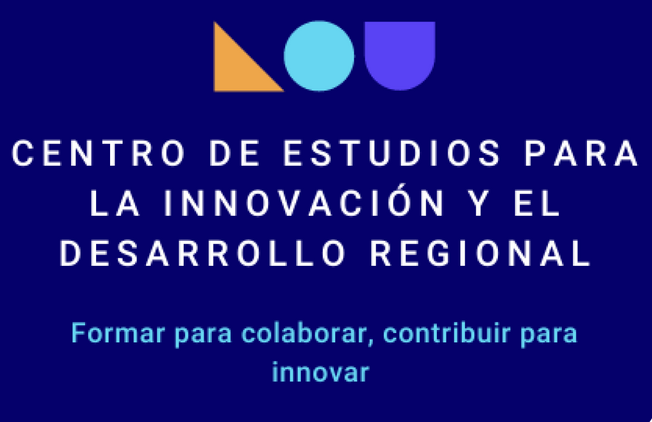 CENTRO DE ESTUDIOS PARA
LA INNOVACIÓN Y EL
DESARROLLO REGIONAL
Formar para colaborar, contribuir para
innovar